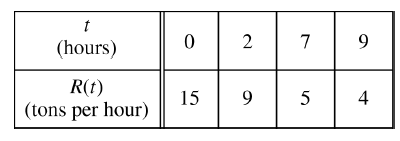 t
(hours) 0 2 7 9
R(t)
(tons per hour) 15 9 5 4